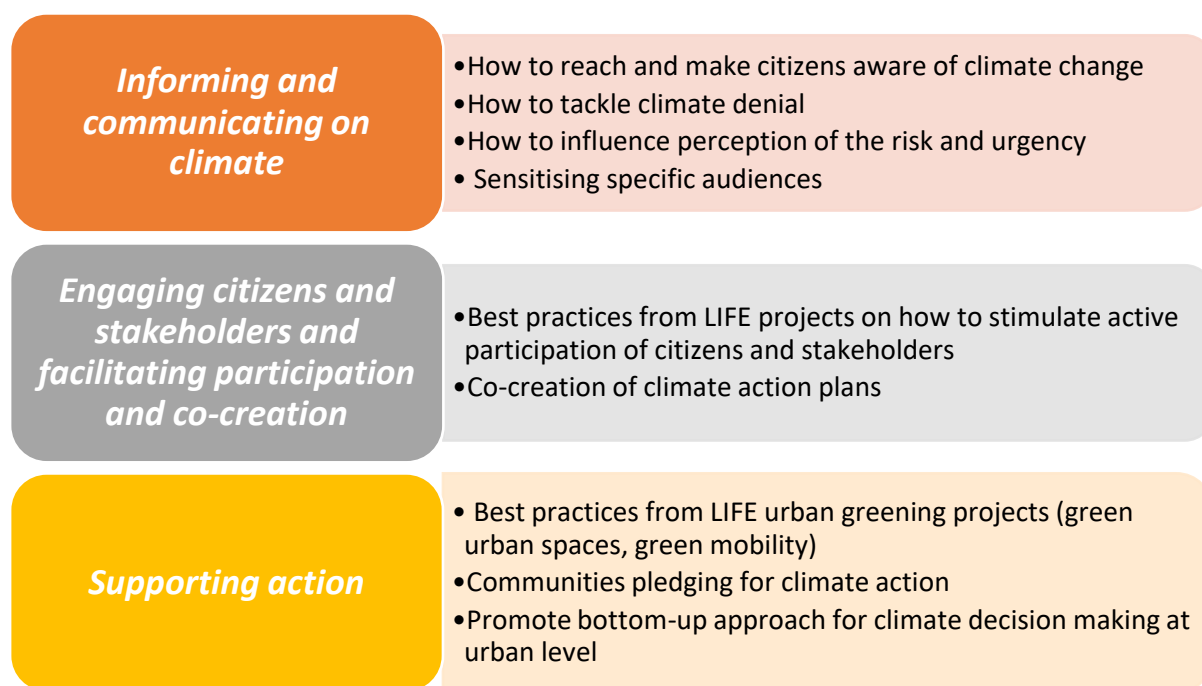 Informing and
communicating on
climate
•How to reach and make citizens aware of climate change
•How to tackle climate denial
•How to influence perception of the risk and urgency
• Sensitising specific audiences
Engaging citizens and
stakeholders and
facilitating participation
and co-creation
•Best practices from LIFE projects on how to stimulate active
participation of citizens and stakeholders
•Co-creation of climate action plans
Supporting action
• Best practices from LIFE urban greening projects (green
urban spaces, green mobility)
•Communities pledging for climate action
•Promote bottom-up approach for climate decision making at
urban level